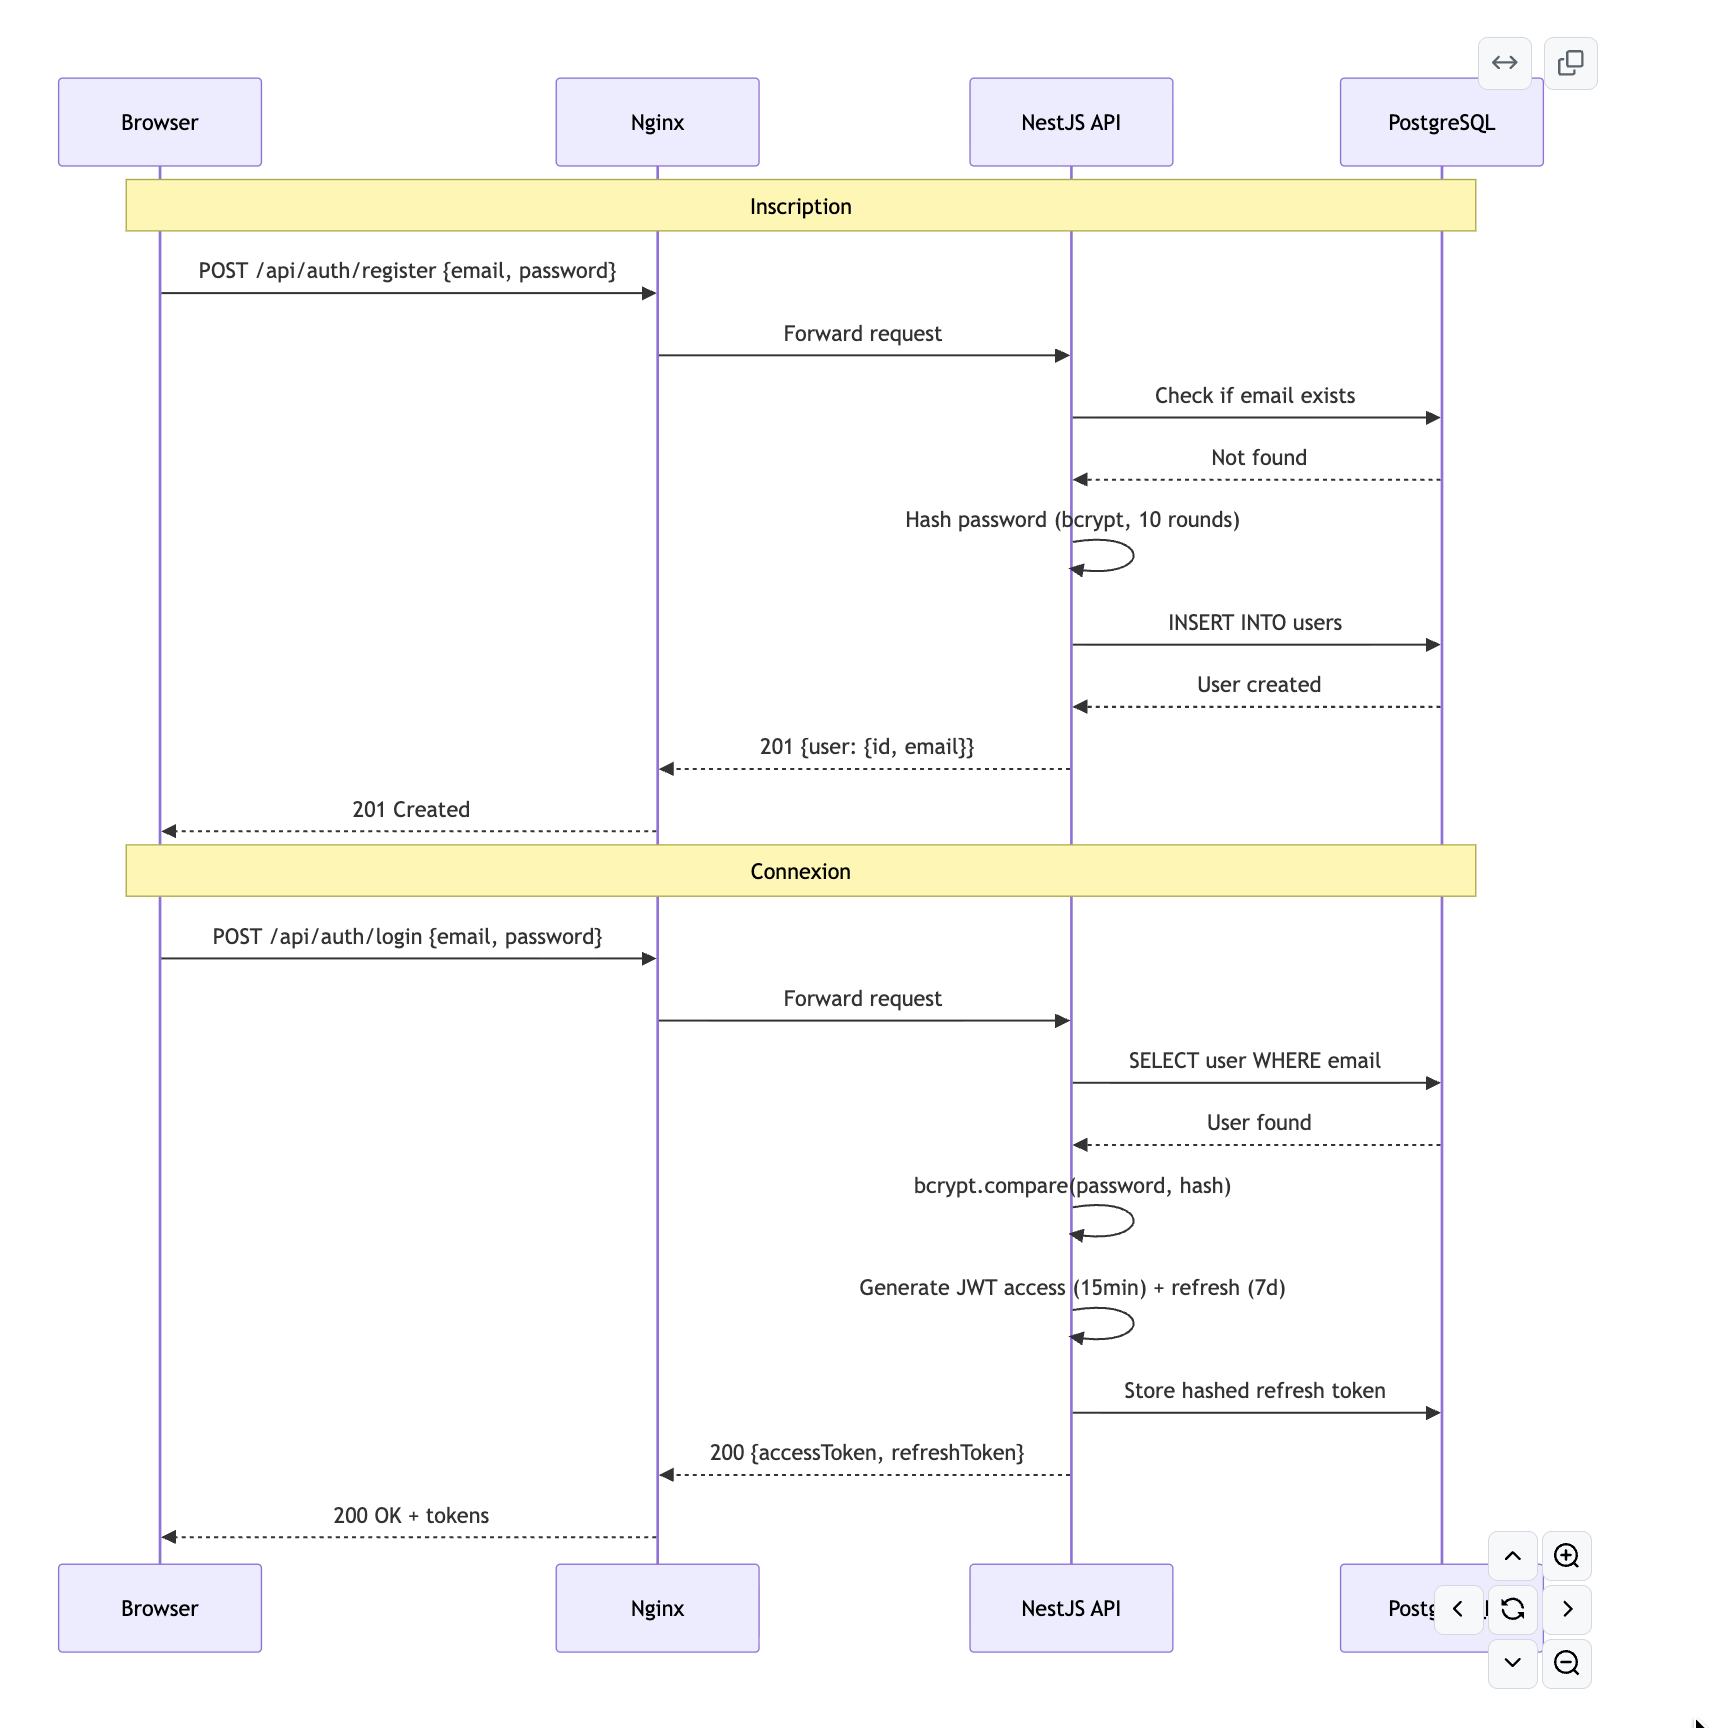 Browser
Nginx
NestJS API
PostgreSQL
Inscription
POST /api/auth/register {email, password}
Forward request
Check if email exists
Not found
Hash password (bcrypt, 10 rounds)
INSERT INTO users
User created
201 {user: {id, email}}
201 Created
Connexion
POST /api/auth/login {email, password}
Forward request
SELECT user WHERE email
User found
bcrypt.compare(password, hash)
Generate JWT access (15min) + refresh (7d)
Store hashed refresh token
200 {accessToken, refreshToken}
200 OK + tokens
Browser
Nginx
NestJS API